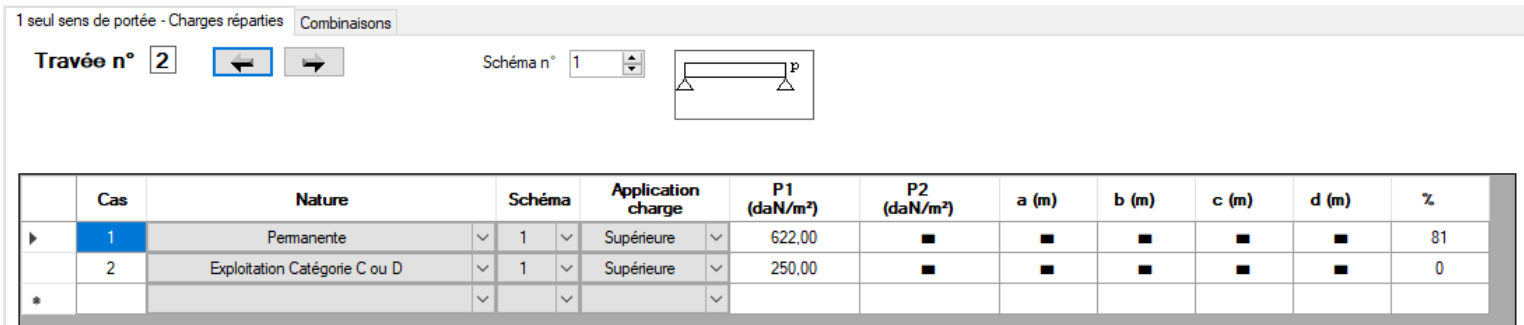 1 seul sens de portée - Charges réparties Combinaisons
Travée n° 2 Schéma n° 1 p
Cas Nature Schéma Application charge P1 (daN/m²) P2 (daN/m²) a (m) b (m) c (m) d (m) %
1 Permanente 1 Supérieure 622,00 81
2 Exploitation Catégorie C ou D 1 Supérieure 250,00 0
*